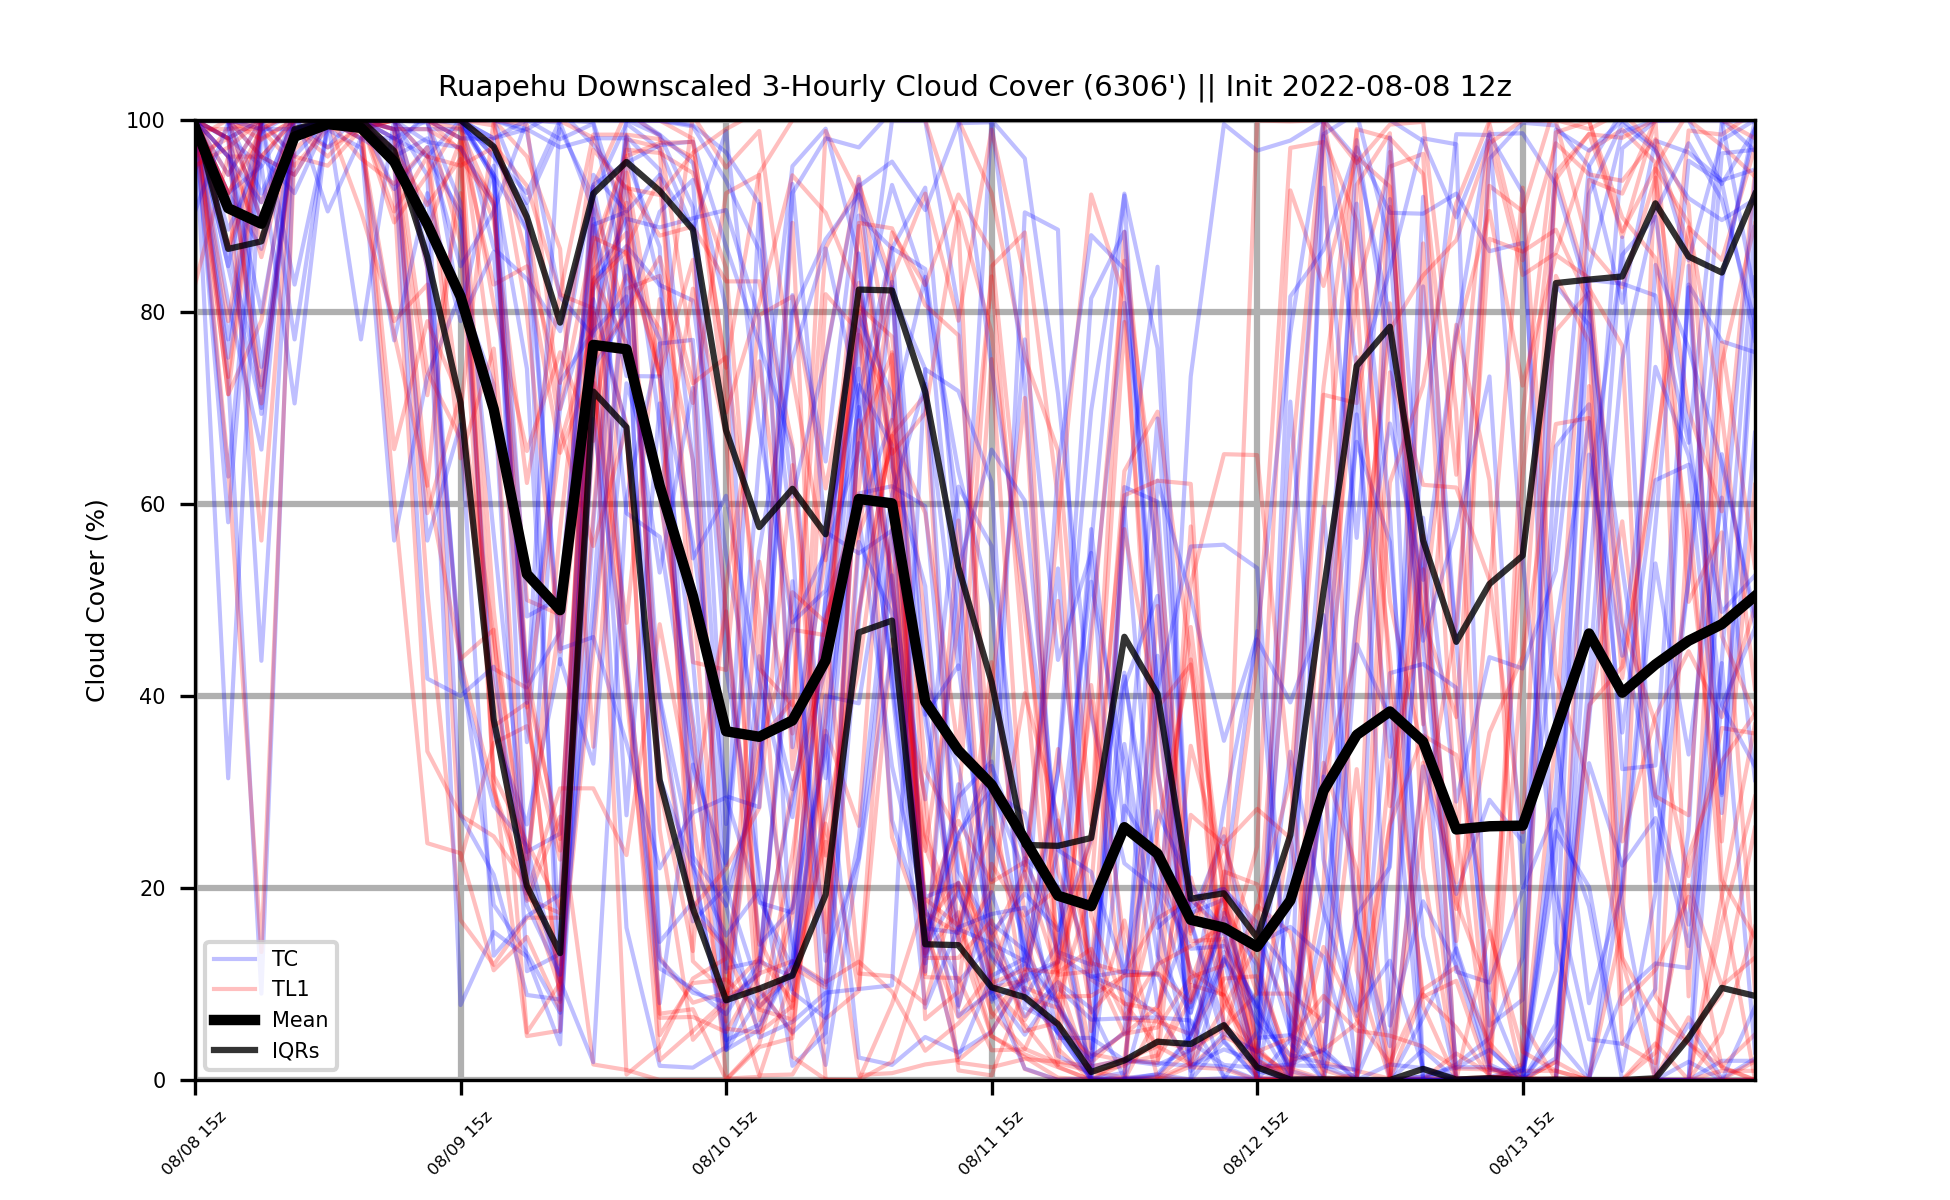 Ruapehu Downscaled 3-Hourly Cloud Cover (6306') || Init 2022-08-08 12z
Cloud Cover (%)
100
80
60
40
20
0
TC
TL1
Mean
IQRs
08/08 15z
08/09 15z
08/10 15z
08/11 15z
08/12 15z
08/13 15z